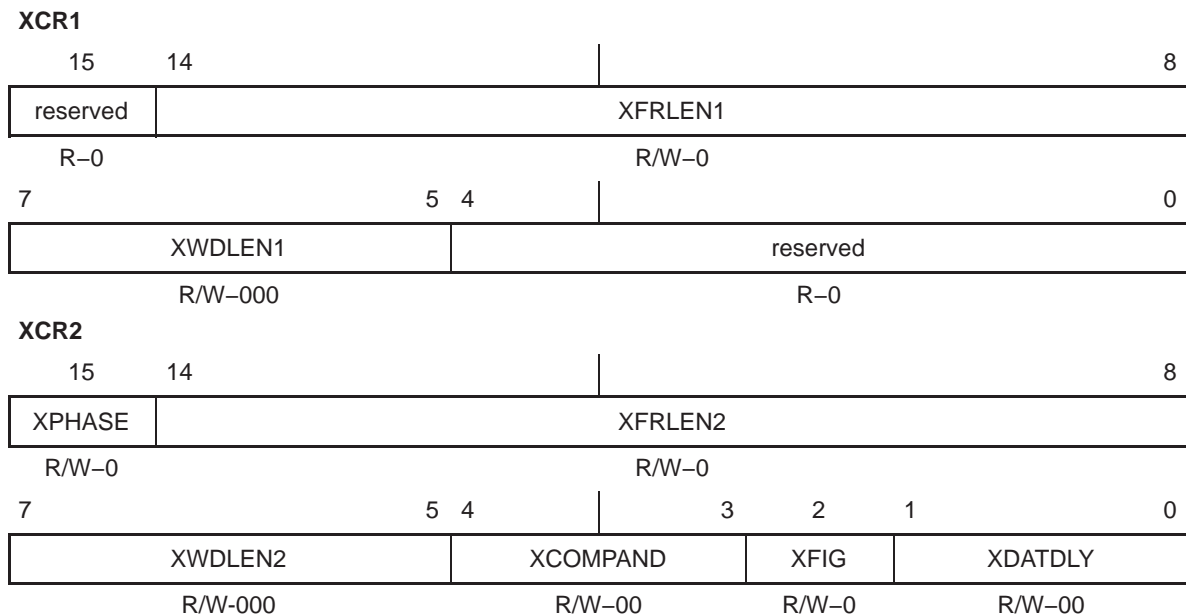 XCR1
15 14 8
reserved XFRLEN1
R−0 R/W−0
7 5 4 0
XWDLEN1 reserved
R/W−000 R−0
XCR2
15 14 8
XPHASE XFRLEN2
R/W−0 R/W−0
7 5 4 3 2 1 0
XWDLEN2 XCOMPAND XFIG XDATDLY
R/W-000 R/W−00 R/W−0 R/W−00